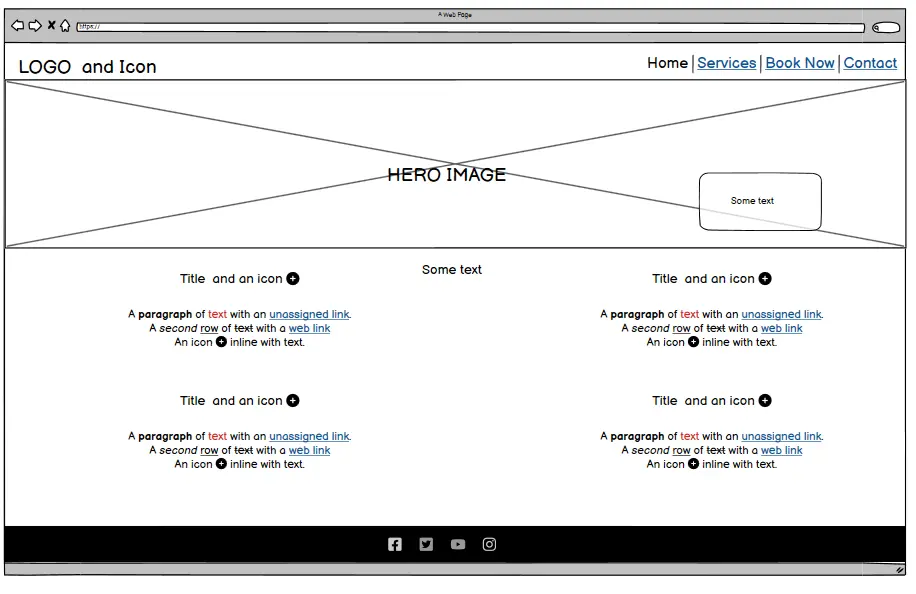 A Web Page
https://
LOGO  and Icon
Home | Services | Book Now | Contact
HERO IMAGE
Some text
Some text
Title  and an icon
A paragraph of text with an unassigned link.
A second row of text with a web link
An icon inline with text.
Title  and an icon
A paragraph of text with an unassigned link.
A second row of text with a web link
An icon inline with text.
Title  and an icon
A paragraph of text with an unassigned link.
A second row of text with a web link
An icon inline with text.
Title  and an icon
A paragraph of text with an unassigned link.
A second row of text with a web link
An icon inline with text.